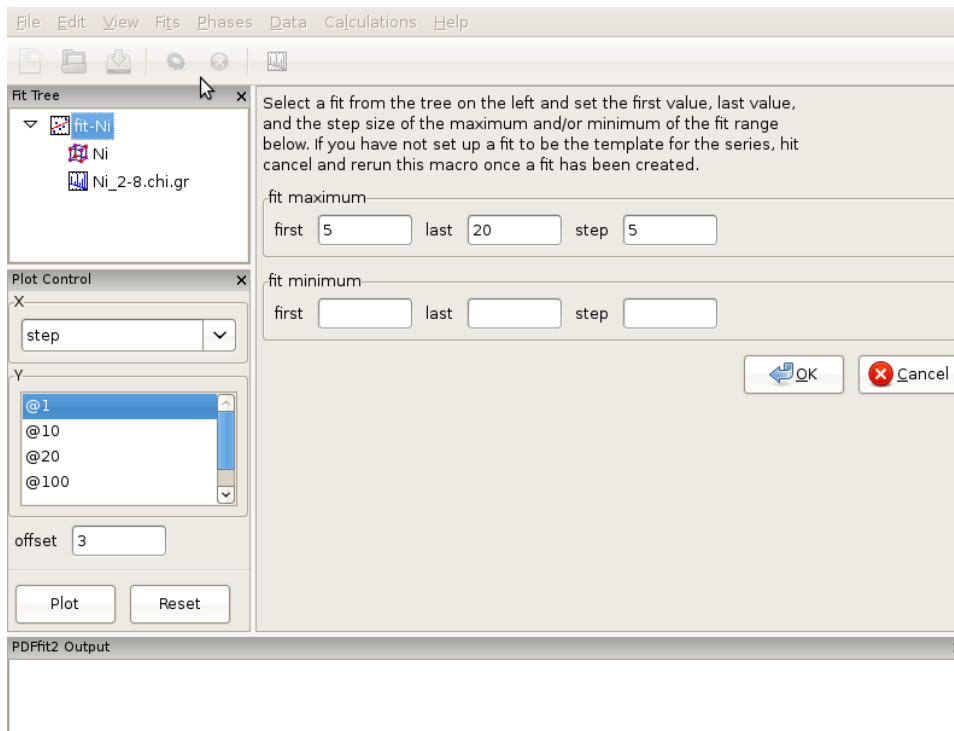 File Edit View Fits Phases Data Calculations Help
Fit Tree
fit-Ni
Ni
Ni_2-8.chi.gr
Select a fit from the tree on the left and set the first value, last value,
and the step size of the maximum and/or minimum of the fit range
below. If you have not set up a fit to be the template for the series, hit
cancel and rerun this macro once a fit has been created.
fit maximum
first 5 last 20 step 5
fit minimum
first last step
OK Cancel
Plot Control
X
step
Y
@1
@10
@20
@100
offset 3
Plot Reset
PDFfit2 Output